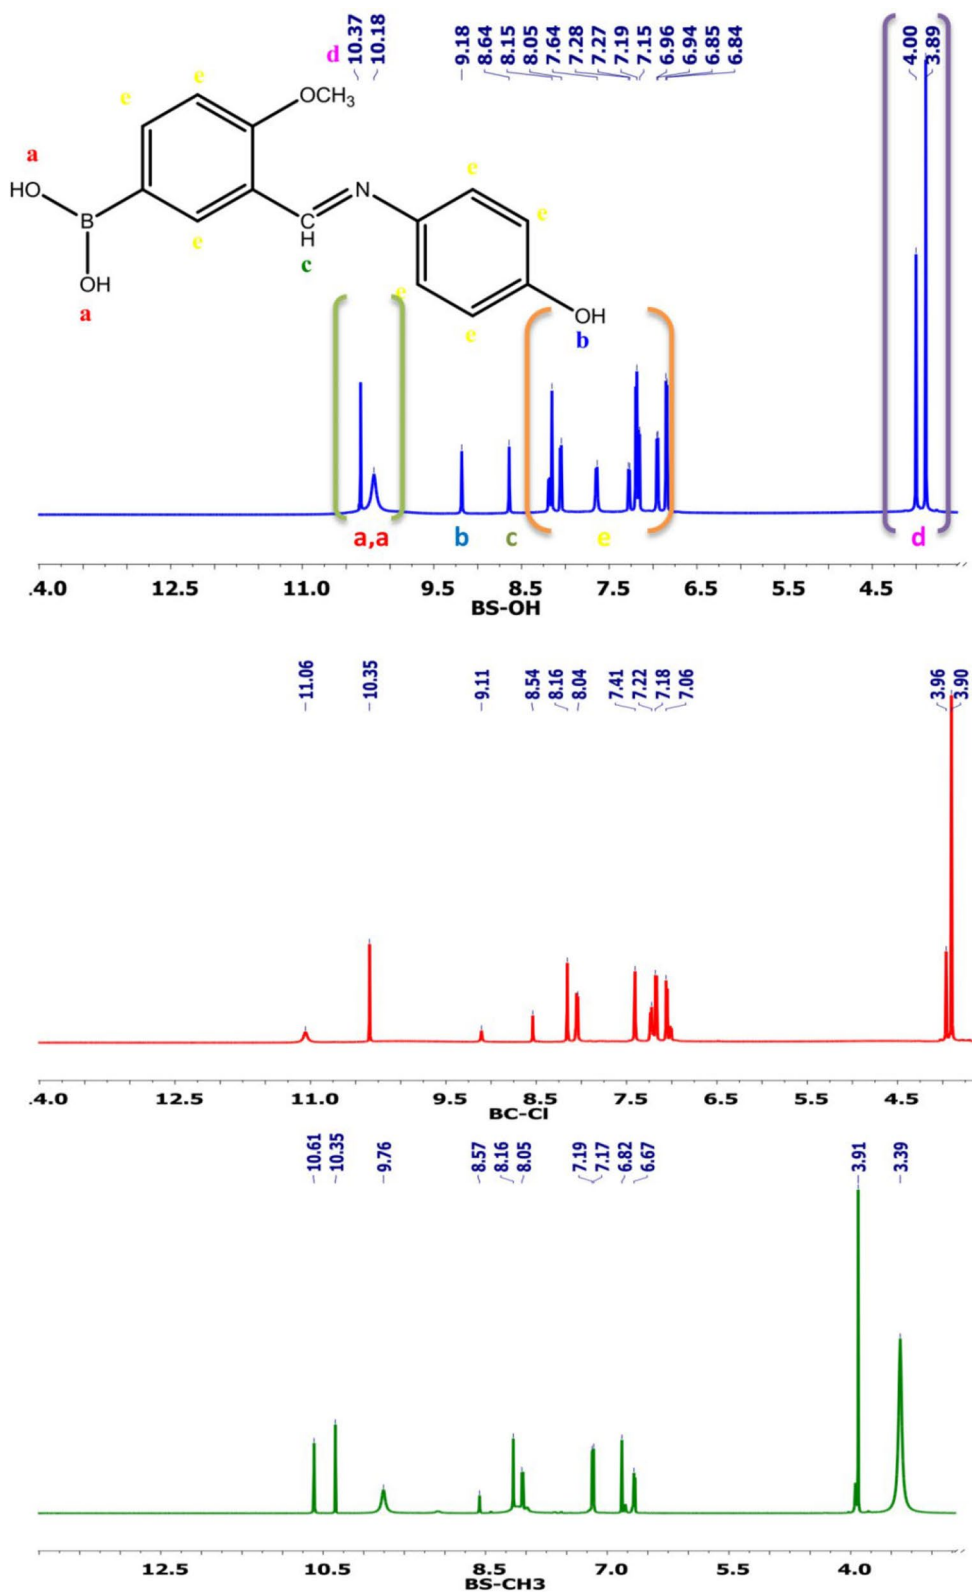 d 10.37 10.18 9.18 8.64 8.15 8.05 7.64 7.28 7.27 7.19 7.15 6.96 6.94 6.85 6.84 4.00 3.89
e
e OCH3
a
HO
B N
e C e
H
OH c
a e
e OH
b
a,a b c e d
.4.0 12.5 11.0 9.5 8.5 7.5 6.5 5.5 4.5
BS-OH
11.06 10.35 9.11 8.54 8.16 8.04 7.41 7.22 7.18 7.06 3.96 3.90
.4.0 12.5 11.0 9.5 8.5 7.5 6.5 5.5 4.5
BC-Cl
10.61 10.35 9.76 8.57 8.16 8.05 7.19 7.17 6.82 6.67 3.91 3.39
12.5 10.5 8.5 7.0 5.5 4.0
BS-CH3